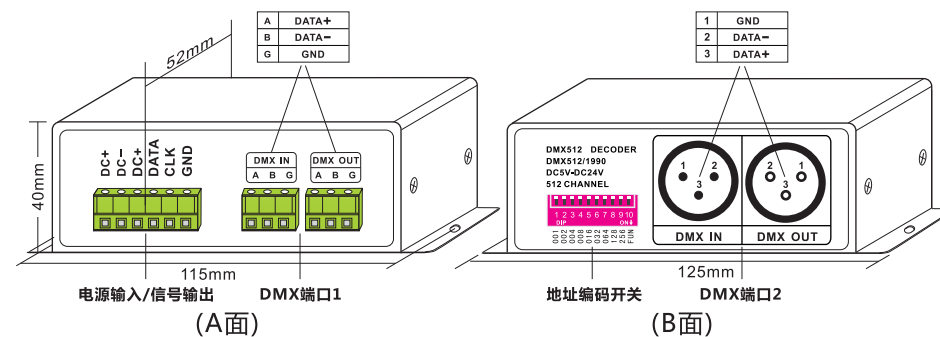 A DATA+
B DATA−
G GND
52mm
40mm
DC+
DC−
DC+
DATA
CLK
GND
DMX IN
A B G
DMX OUT
A B G
115mm
电源输入/信号输出
DMX端口1
(A面)
1 GND
2 DATA−
3 DATA+
DMX512 DECODER
DMX512/1990
DC5V-DC24V
512 CHANNEL
1 2 3 4 5 6 7 8 9 10
DIP ON↓
001
002
004
008
016
032
064
128
256
FUN
1 2
3
DMX IN
2 1
3
DMX OUT
125mm
地址编码开关
DMX端口2
(B面)